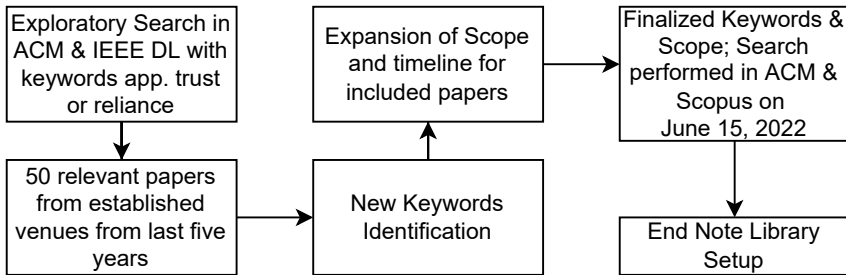 Exploratory Search in
ACM & IEEE DL with
keywords app. trust
or reliance
50 relevant papers
from established
venues from last five
years
New Keywords
Identification
Expansion of Scope
and timeline for
included papers
Finalized Keywords &
Scope; Search
performed in ACM &
Scopus on
June 15, 2022
End Note Library
Setup